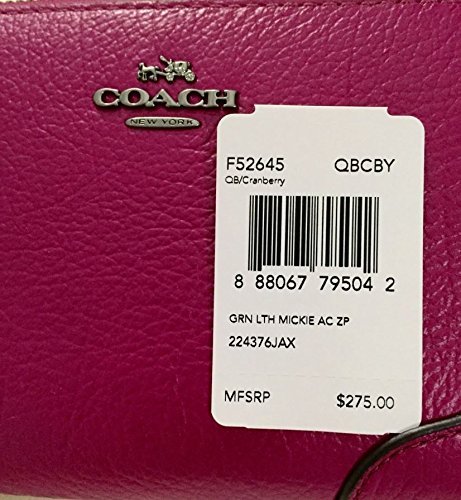 COACH
NEW YORK
F52645 QBCBY
QB/Cranberry
8 88067 79504 2
GRN LTH MICKIE AC ZP
224376JAX
MFSRP $275.00